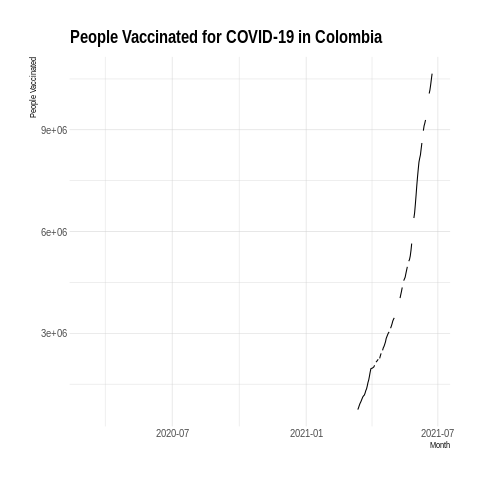 People Vaccinated for COVID-19 in Colombia
People Vaccinated
9e+06
6e+06
3e+06
2020-07
2021-01
2021-07
Month